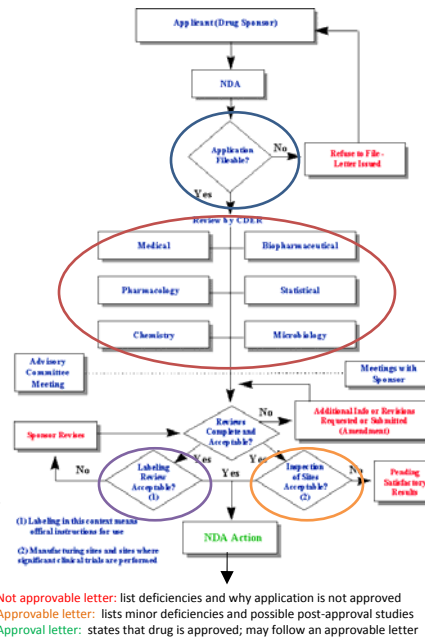 Applicant (Drug Sponsor)
NDA
Application
Fileable?
No
Refuse to File -
Letter Issued
Yes
Review by CDER
Medical
Biopharmaceutical
Pharmacology
Statistical
Chemistry
Microbiology
Advisory
Committee
Meeting
Meetings with
Sponsor
Reviews
Complete and
Acceptable?
No
Additional Info or Revisions
Requested or Submitted
(Amendment)
Sponsor Revises
Yes
Yes
No
Labeling
Review
Acceptable?
(1)
Yes
Inspection
of Sites
Acceptable?
(2)
No
Pending
Satisfactory
Results
(1) Labeling in this context means
offical instructions for use
(2) Manufacturing sites and sites where
significant clinical trials are performed
NDA Action
Not approvable letter: list deficiencies and why application is not approved
Approvable letter: lists minor deficiencies and possible post-approval studies
Approval letter: states that drug is approved; may follow an approvable letter